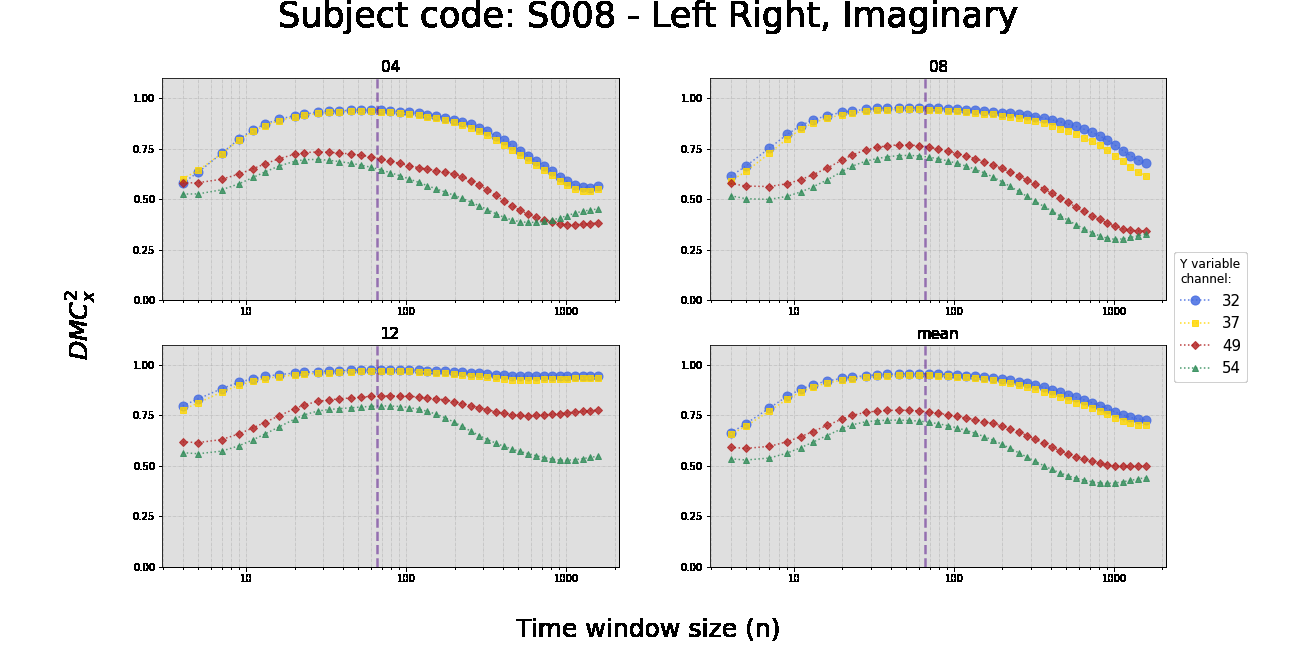 Subject code: S008 - Left Right, Imaginary
04
1.00
0.75
0.50
0.25
0.00
10 100 1000
08
1.00
0.75
0.50
0.25
0.00
10 100 1000
12
1.00
0.75
0.50
0.25
0.00
10 100 1000
mean
1.00
0.75
0.50
0.25
0.00
10 100 1000
DMC²ₓ
Time window size (n)
Y variable
channel:
32
37
49
54